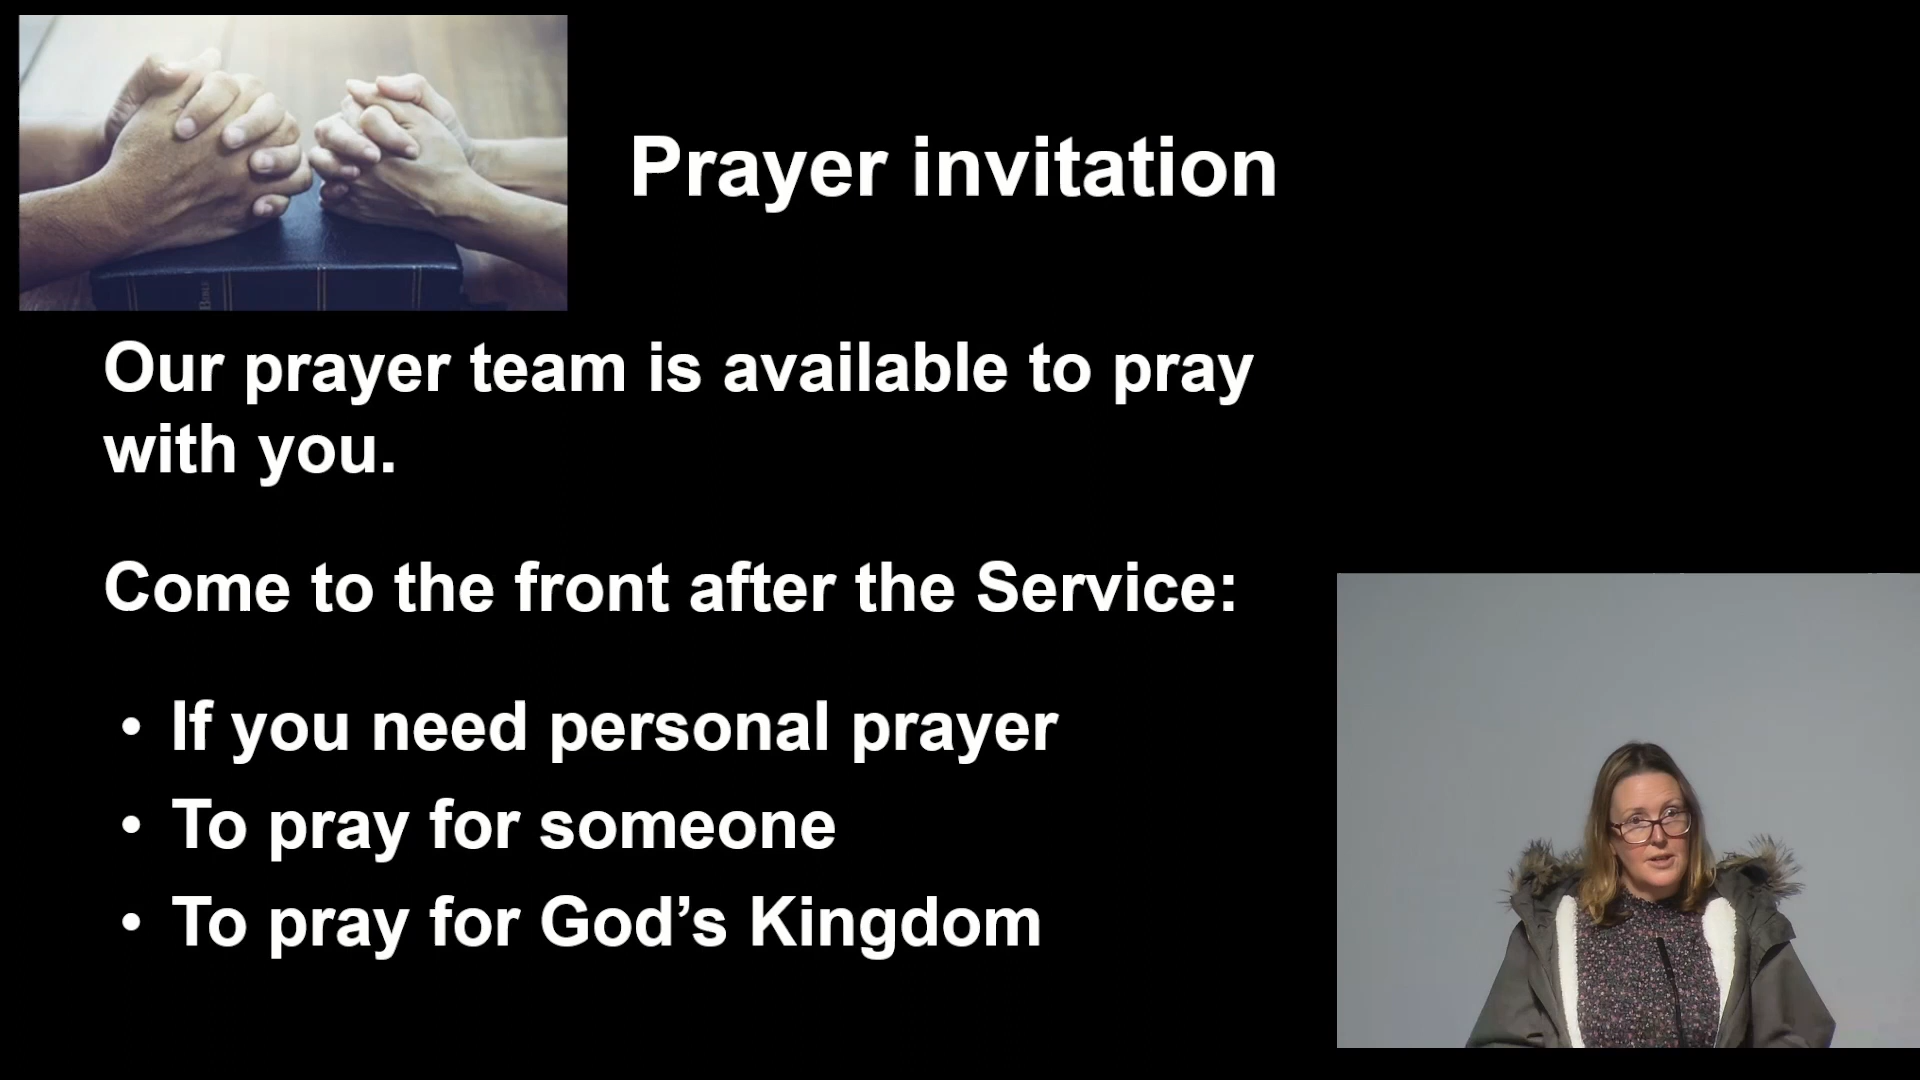 Prayer invitation
Our prayer team is available to pray
with you.
Come to the front after the Service:
• If you need personal prayer
• To pray for someone
• To pray for God’s Kingdom
BIBLE